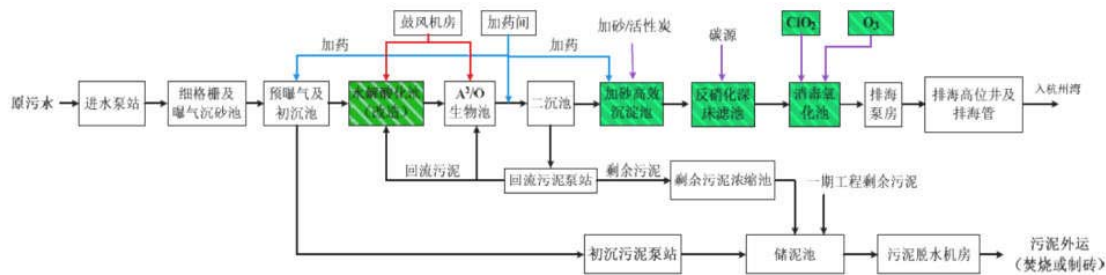 鼓风机房
加药间
加砂/活性炭
碳源
ClO₂
O₃
加药
加药
原污水
进水泵站
细格栅及
曝气沉砂池
预曝气及
初沉池
水解酸化池
(改造)
A²/O
生物池
二沉池
加砂高效
沉淀池
反硝化深
床滤池
消毒氧
化池
排海
泵房
排海高位井及
排海管
入杭州湾
回流污泥
回流污泥泵站
剩余污泥
剩余污泥浓缩池
一期工程剩余污泥
初沉污泥泵站
储泥池
污泥脱水机房
污泥外运
(焚烧或制砖)